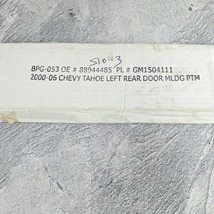 510-3
BPG-053 OE # 88944485 PL # GM1504111
2000-06 CHEVY TAHOE LEFT REAR DOOR MLDG PTM